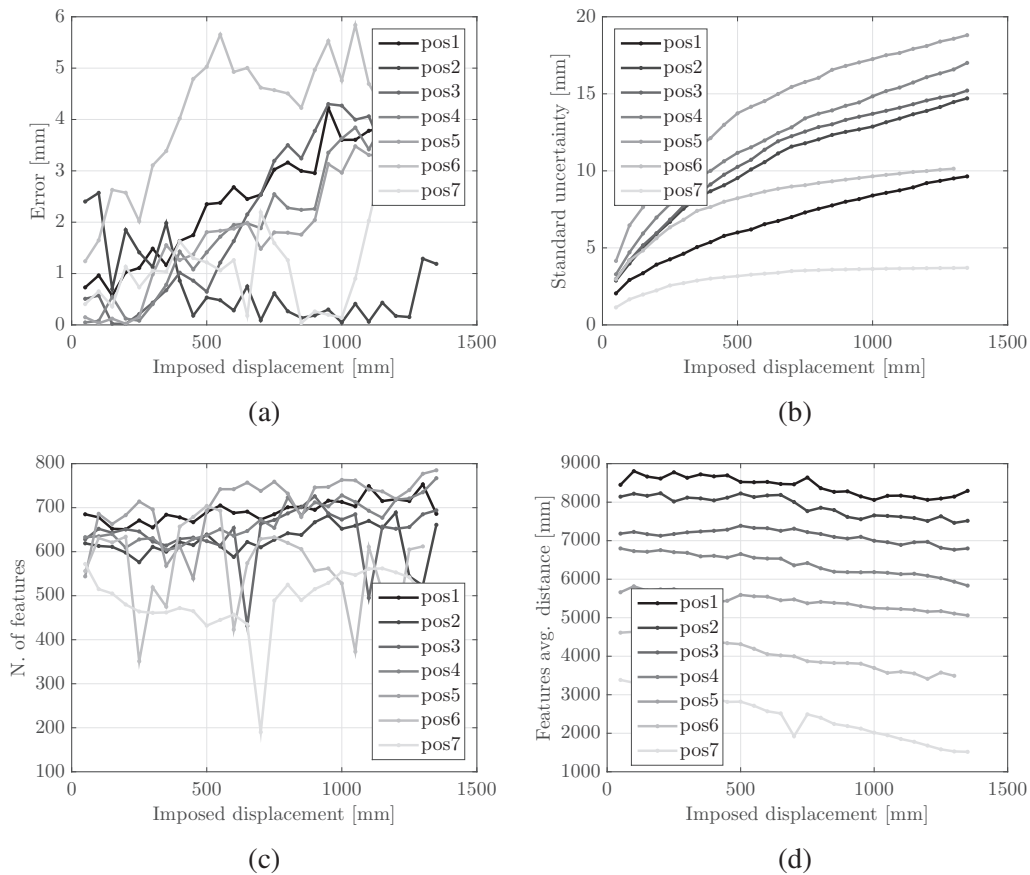 6
5
4
3
2
1
0
Error [mm]
0
500
1000
1500
Imposed displacement [mm]
pos1
pos2
pos3
pos4
pos5
pos6
pos7
(a)
20
15
10
5
0
Standard uncertainty [mm]
0
500
1000
1500
Imposed displacement [mm]
pos1
pos2
pos3
pos4
pos5
pos6
pos7
(b)
800
700
600
500
400
300
200
100
N. of features
0
500
1000
1500
Imposed displacement [mm]
pos1
pos2
pos3
pos4
pos5
pos6
pos7
(c)
9000
8000
7000
6000
5000
4000
3000
2000
1000
Features avg. distance [mm]
0
500
1000
1500
Imposed displacement [mm]
pos1
pos2
pos3
pos4
pos5
pos6
pos7
(d)